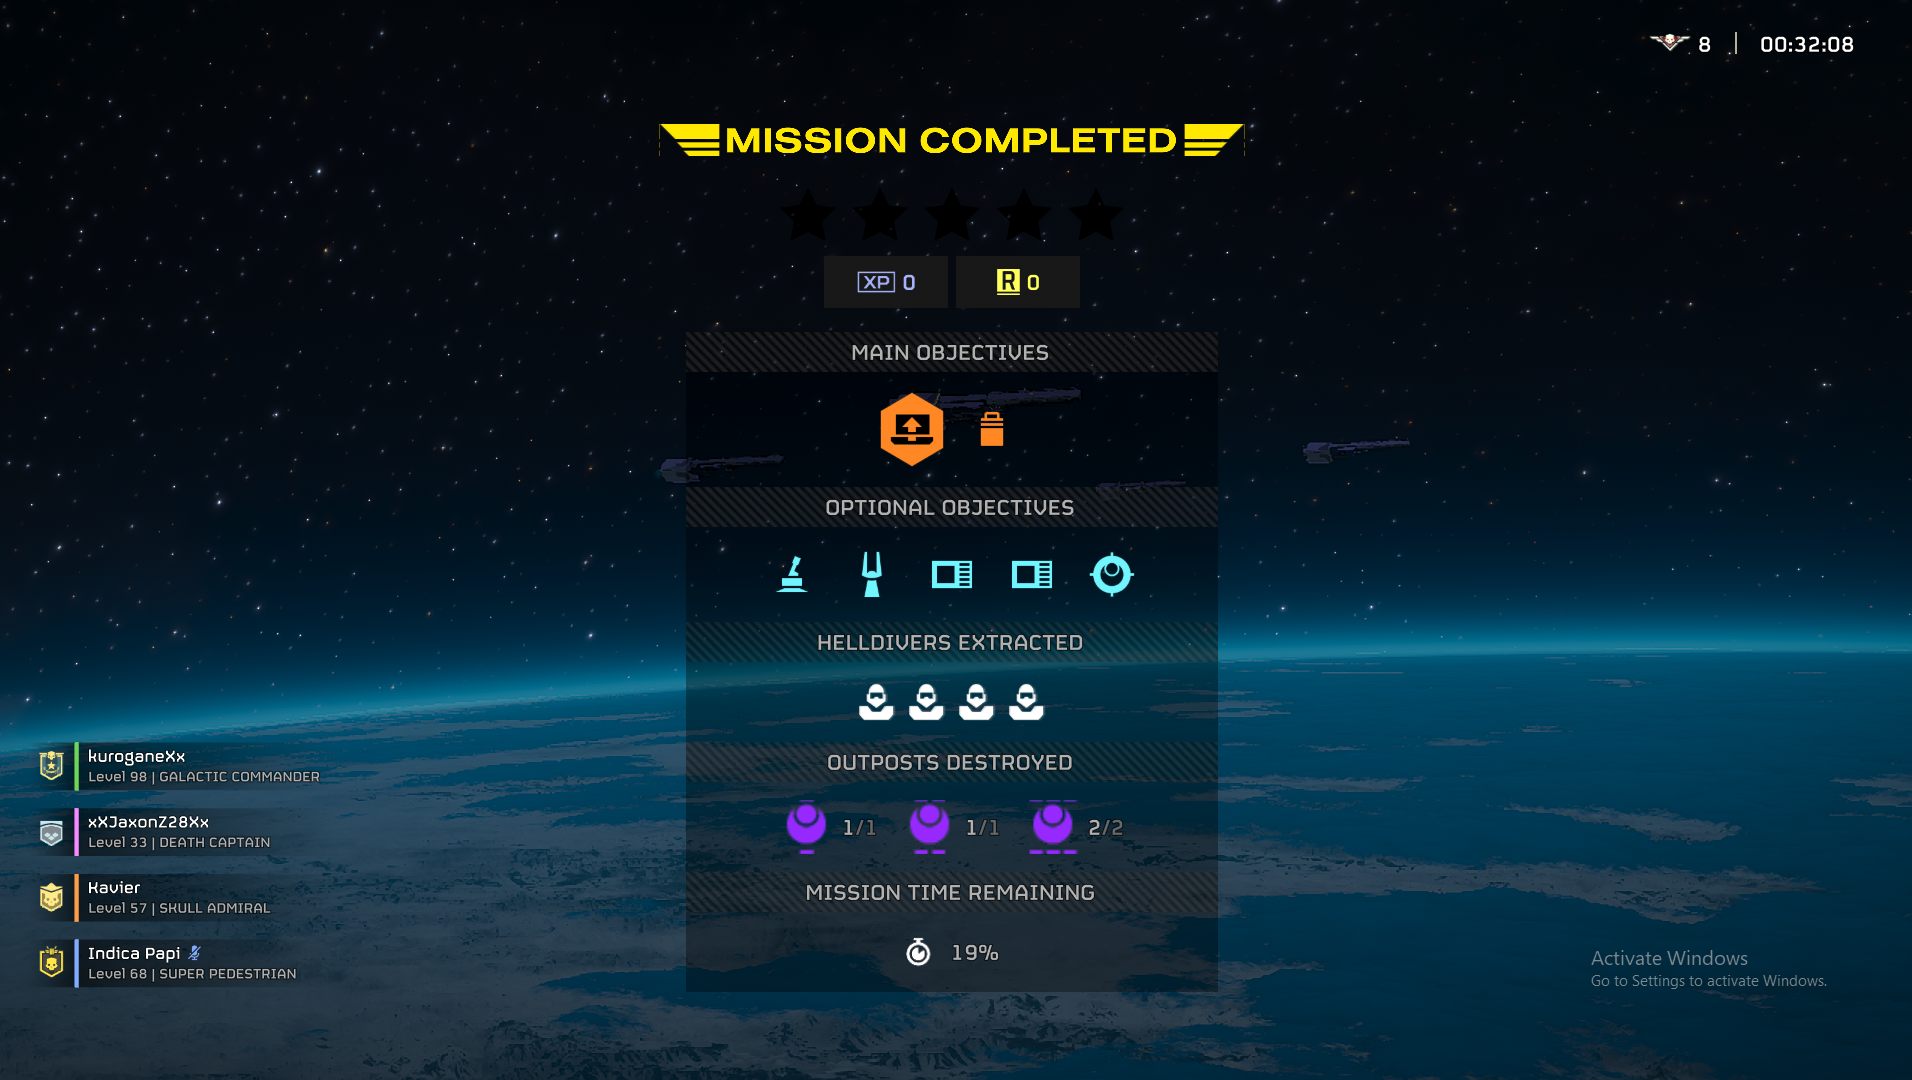 8 | 00:32:08
MISSION COMPLETED
XP 0
R 0
MAIN OBJECTIVES
OPTIONAL OBJECTIVES
HELLDIVERS EXTRACTED
OUTPOSTS DESTROYED
1/1 1/1 2/2
MISSION TIME REMAINING
19%
kuroganeXx
Level 98 | GALACTIC COMMANDER
xXJaxonZ28Xx
Level 33 | DEATH CAPTAIN
Xavier
Level 57 | SKULL ADMIRAL
Indica Papi
Level 68 | SUPER PEDESTRIAN
Activate Windows
Go to Settings to activate Windows.